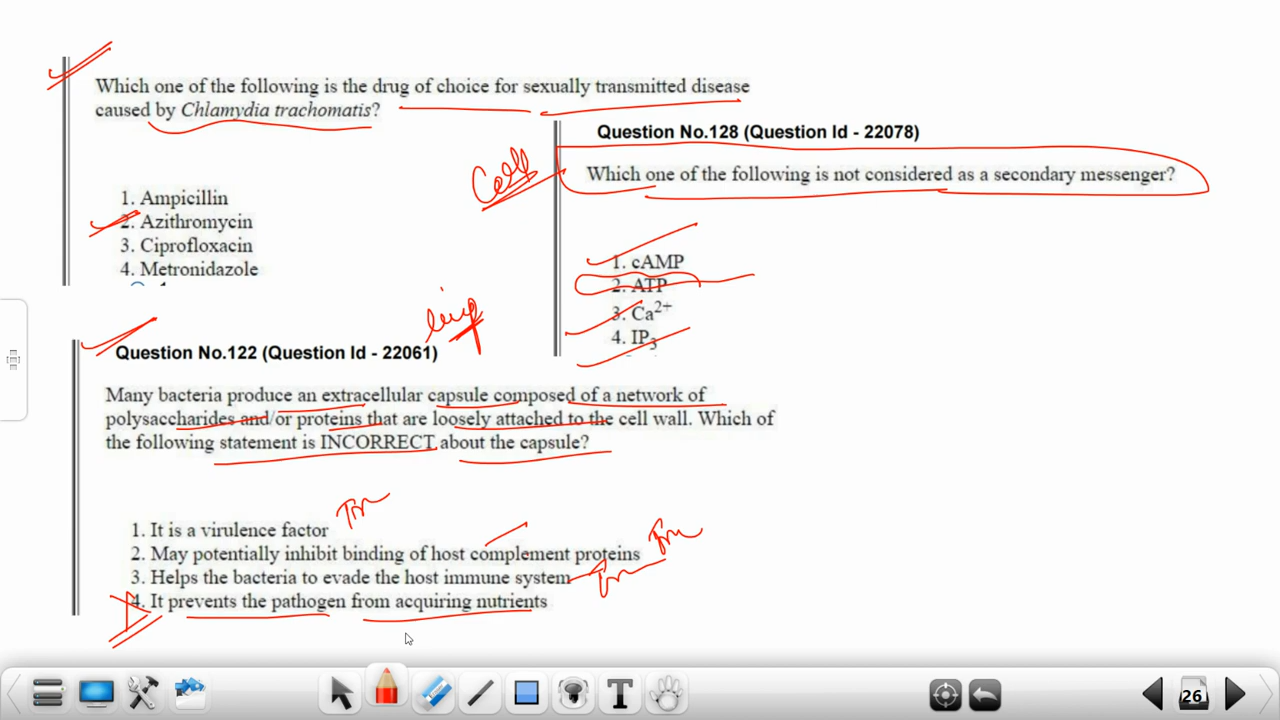 Which one of the following is the drug of choice for sexually transmitted disease
caused by Chlamydia trachomatis?
1. Ampicillin
2. Azithromycin
3. Ciprofloxacin
4. Metronidazole
Question No.128 (Question Id - 22078)
Which one of the following is not considered as a secondary messenger?
1. cAMP
2. ATP
3. Ca2+
4. IP3
Question No.122 (Question Id - 22061)
Many bacteria produce an extracellular capsule composed of a network of
polysaccharides and/or proteins that are loosely attached to the cell wall. Which of
the following statement is INCORRECT about the capsule?
1. It is a virulence factor
2. May potentially inhibit binding of host complement proteins
3. Helps the bacteria to evade the host immune system
4. It prevents the pathogen from acquiring nutrients
26